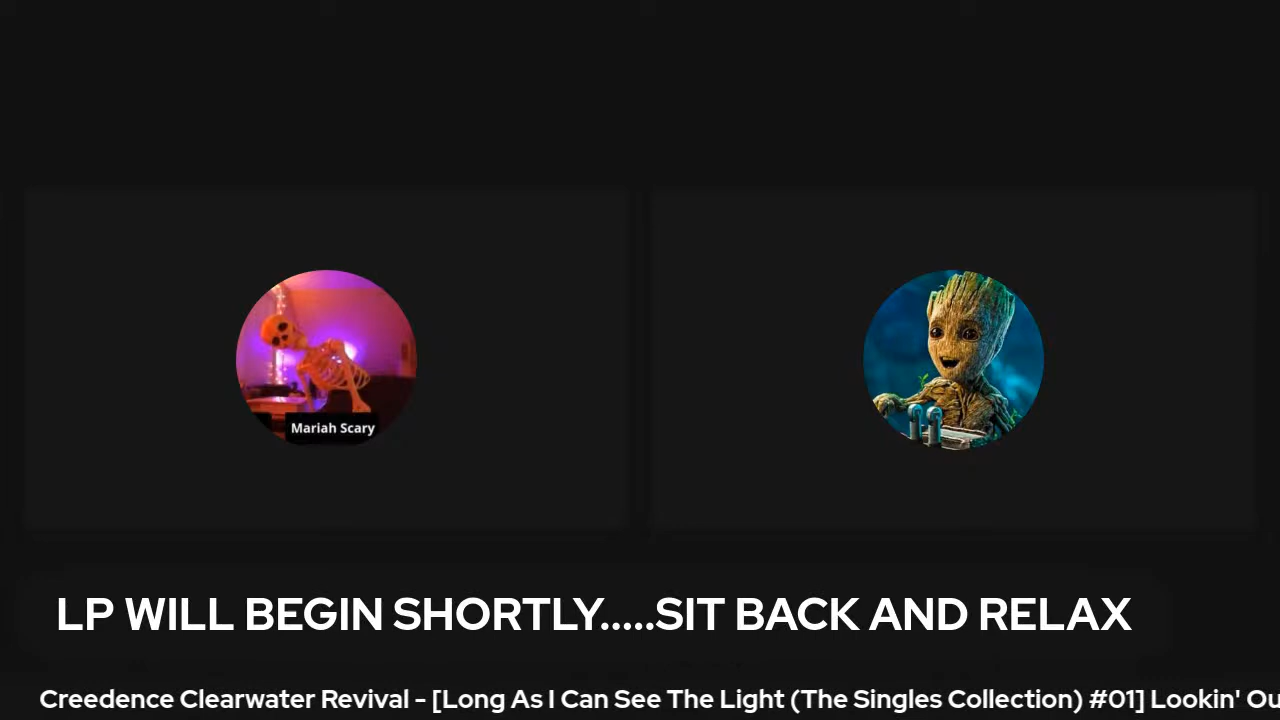 Mariah Scary
LP WILL BEGIN SHORTLY.....SIT BACK AND RELAX
Creedence Clearwater Revival - [Long As I Can See The Light (The Singles Collection) #01] Lookin' Ou